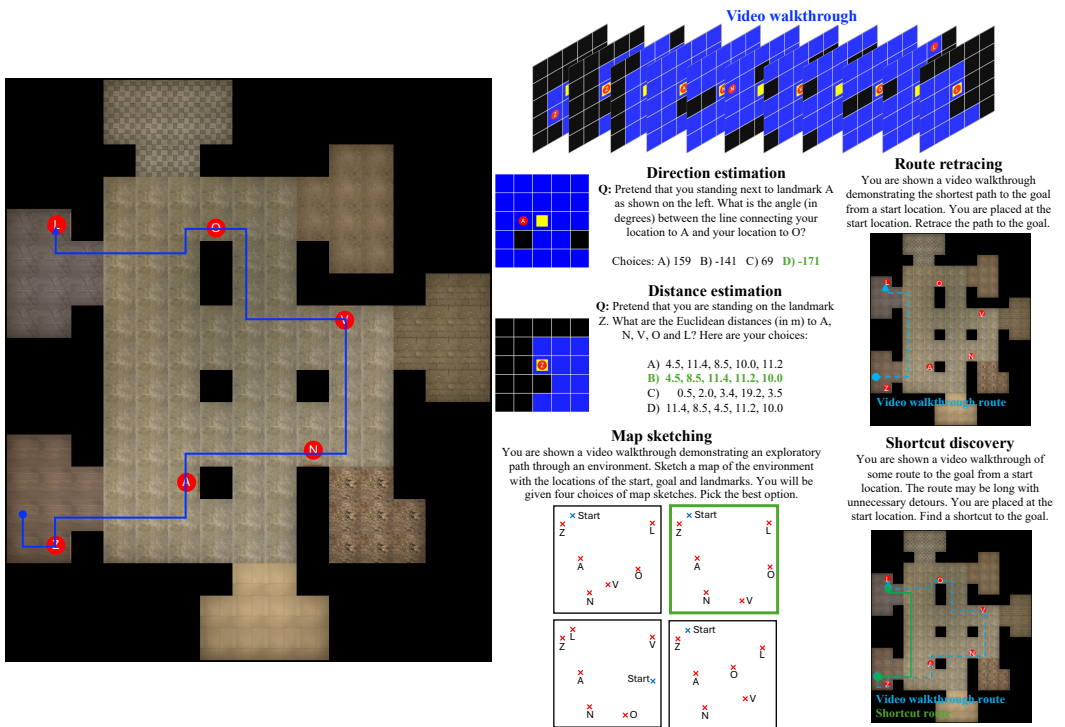 Video walkthrough
L
O
V
N
A
Z
Z
Z
A
N
L
Z
Direction estimation
Q: Pretend that you standing next to landmark A
as shown on the left. What is the angle (in
degrees) between the line connecting your
location to A and your location to O?
Choices: A) 159 B) -141 C) 69 D) -171
A
Distance estimation
Q: Pretend that you are standing on the landmark
Z. What are the Euclidean distances (in m) to A,
N, V, O and L? Here are your choices:
A) 4.5, 11.4, 8.5, 10.0, 11.2
B) 4.5, 8.5, 11.4, 11.2, 10.0
C) 0.5, 2.0, 3.4, 19.2, 3.5
D) 11.4, 8.5, 4.5, 11.2, 10.0
Z
Map sketching
You are shown a video walkthrough demonstrating an exploratory
path through an environment. Sketch a map of the environment
with the locations of the start, goal and landmarks. You will be
given four choices of map sketches. Pick the best option.
Start
Z
L
A
O
V
N
Start
Z
L
A
O
N
V
L
Z
V
A
Start
N
O
Start
Z
L
O
A
V
N
Route retracing
You are shown a video walkthrough
demonstrating the shortest path to the goal
from a start location. You are placed at the
start location. Retrace the path to the goal.
L
O
V
N
A
Z
Video walkthrough route
Shortcut discovery
You are shown a video walkthrough of
some route to the goal from a start
location. The route may be long with
unnecessary detours. You are placed at the
start location. Find a shortcut to the goal.
L
O
V
N
A
Z
Video walkthrough route
Shortcut route